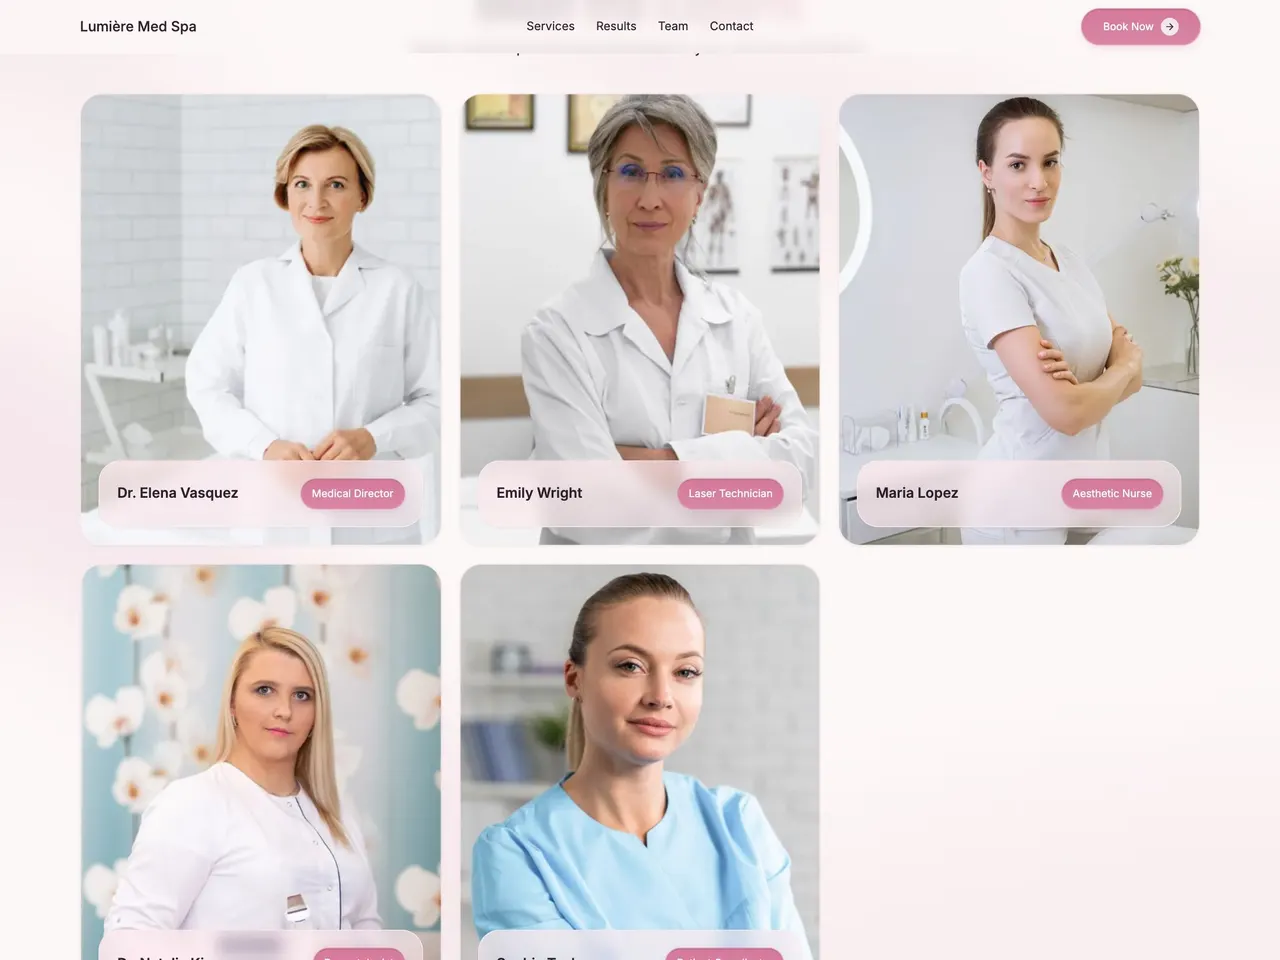 Lumière Med Spa
Services
Results
Team
Contact
Book Now
Dr. Elena Vasquez
Medical Director
Emily Wright
Laser Technician
Maria Lopez
Aesthetic Nurse